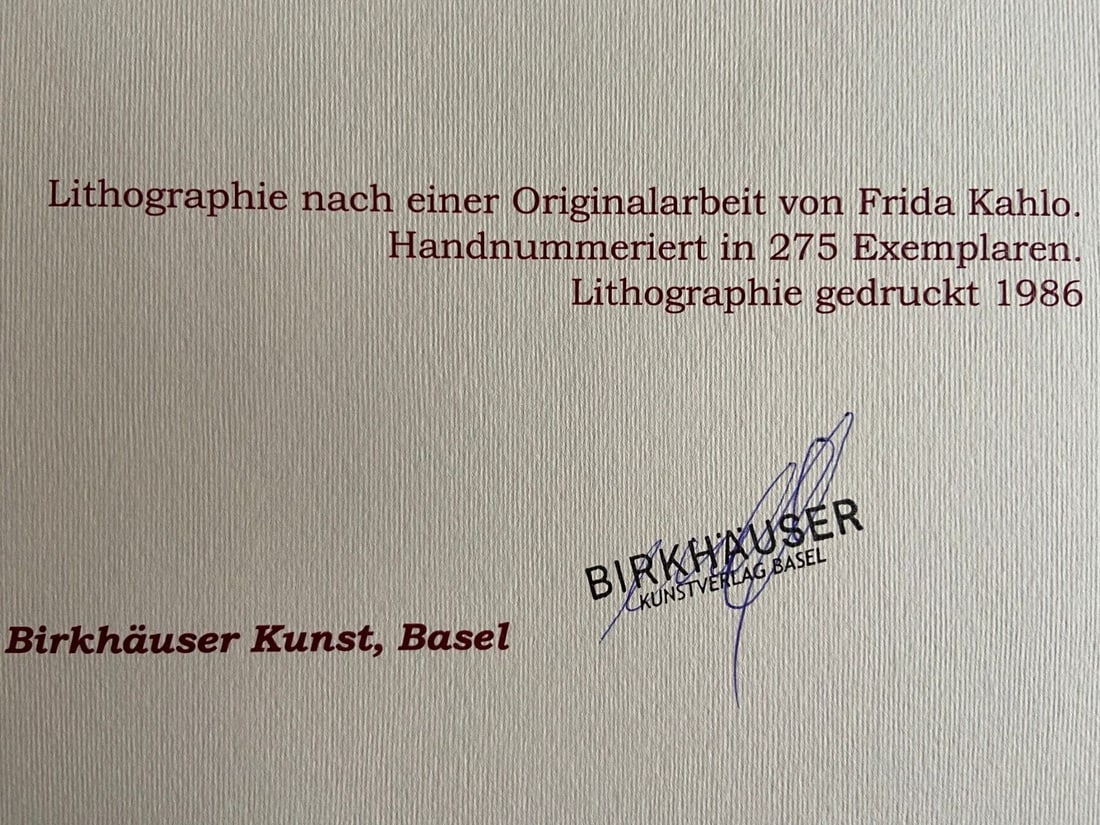 Lithographie nach einer Originalarbeit von Frida Kahlo.
Handnummeriert in 275 Exemplaren.
Lithographie gedruckt 1986
BIRKHÄUSER
KUNSTVERLAG BASEL
Birkhäuser Kunst, Basel